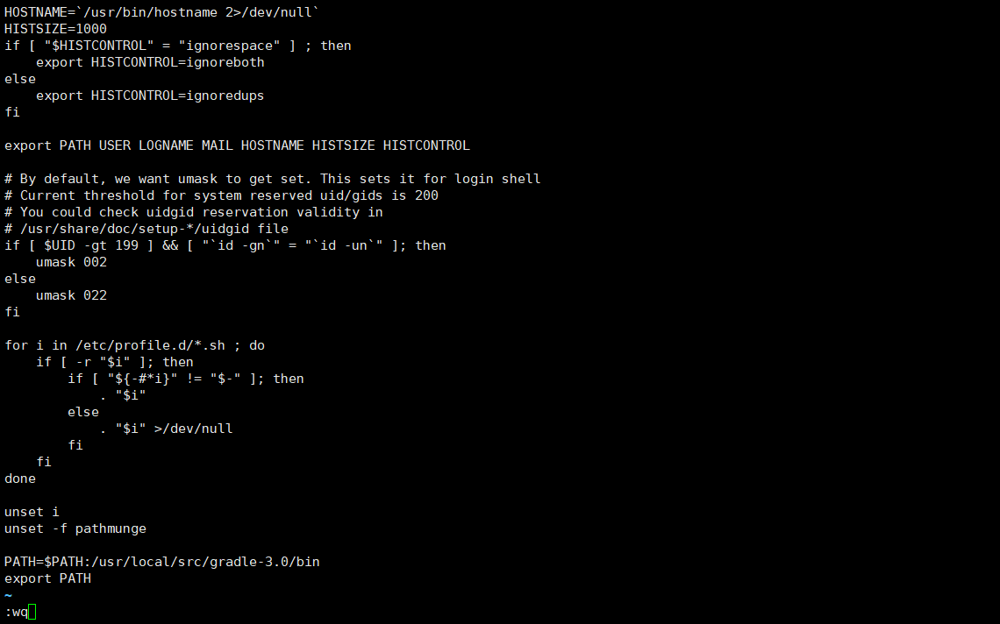 HOSTNAME=`/usr/bin/hostname 2>/dev/null`
HISTSIZE=1000
if [ "$HISTCONTROL" = "ignorespace" ] ; then
    export HISTCONTROL=ignoreboth
else
    export HISTCONTROL=ignoredups
fi

export PATH USER LOGNAME MAIL HOSTNAME HISTSIZE HISTCONTROL

# By default, we want umask to get set. This sets it for login shell
# Current threshold for system reserved uid/gids is 200
# You could check uidgid reservation validity in
# /usr/share/doc/setup-*/uidgid file
if [ $UID -gt 199 ] && [ "`id -gn`" = "`id -un`" ]; then
    umask 002
else
    umask 022
fi

for i in /etc/profile.d/*.sh ; do
    if [ -r "$i" ]; then
        if [ "${-#*i}" != "$-" ]; then
            . "$i"
        else
            . "$i" >/dev/null
        fi
    fi
done

unset i
unset -f pathmunge

PATH=$PATH:/usr/local/src/gradle-3.0/bin
export PATH
~
:wq